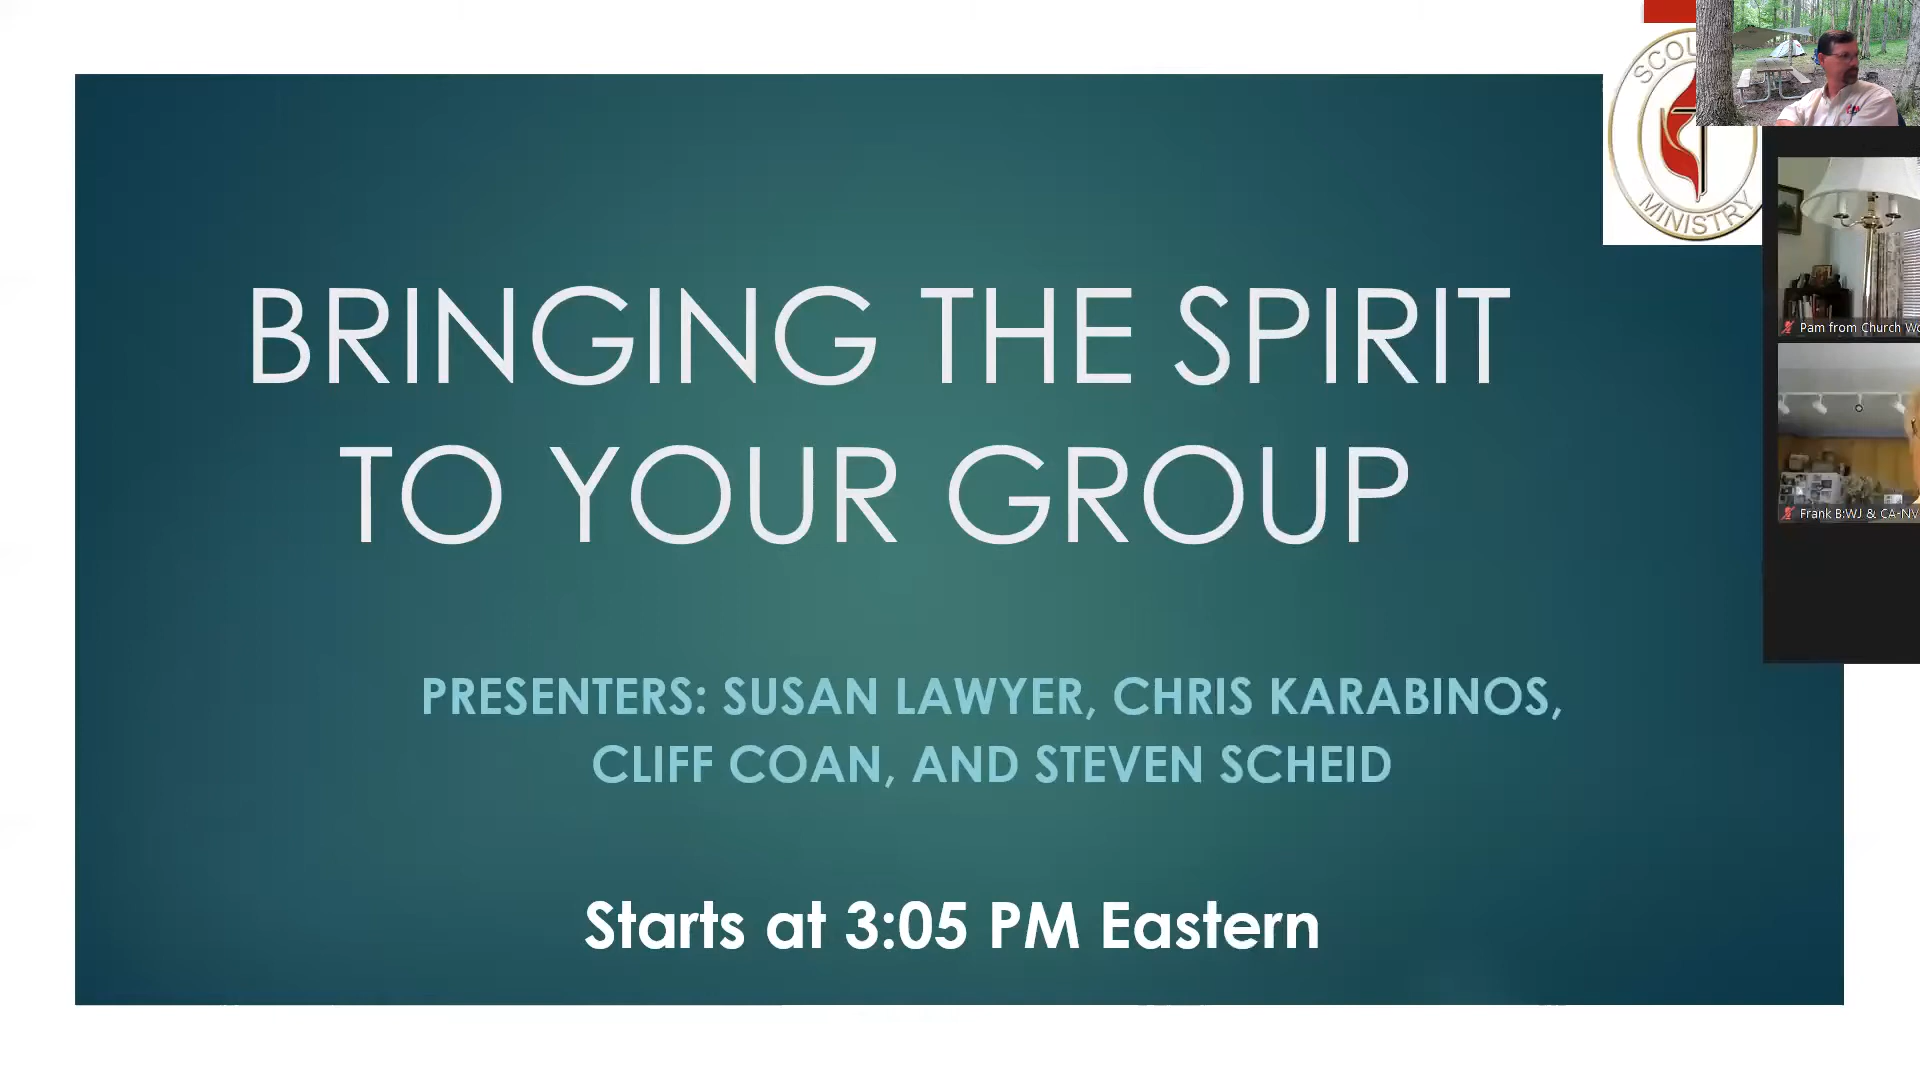 BRINGING THE SPIRIT
TO YOUR GROUP
PRESENTERS: SUSAN LAWYER, CHRIS KARABINOS,
CLIFF COAN, AND STEVEN SCHEID
Starts at 3:05 PM Eastern
MINISTRY
Pam from Church
Frank B:WJ & CA-NV